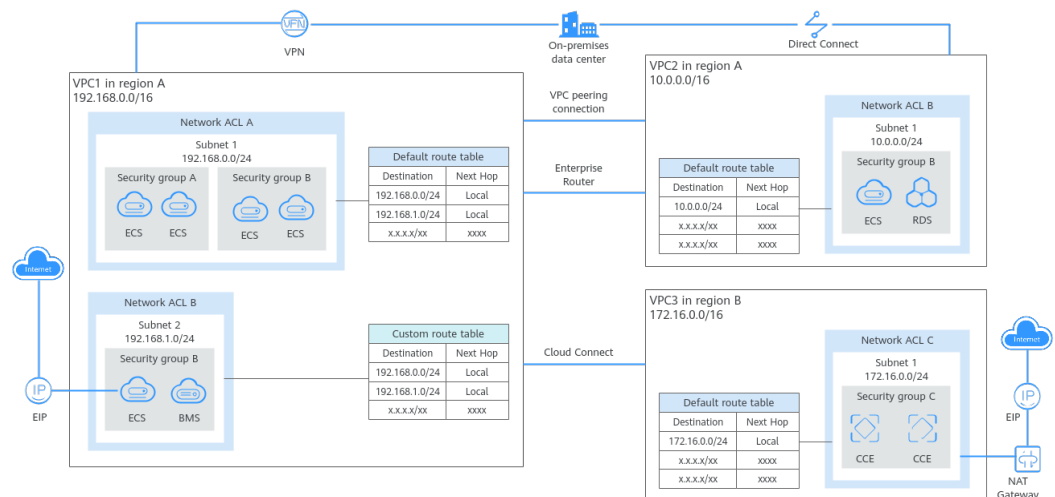 VPN
VPN
On-premises
data center
Direct Connect
VPC1 in region A
192.168.0.0/16
Network ACL A
Subnet 1
192.168.0.0/24
Security group A
ECS
ECS
Security group B
ECS
ECS
Default route table
Destination
Next Hop
192.168.0.0/24
Local
192.168.1.0/24
Local
x.x.x.x/xx
xxxx
Internet
IP
EIP
Network ACL B
Subnet 2
192.168.1.0/24
Security group B
ECS
BMS
Custom route table
Destination
Next Hop
192.168.0.0/24
Local
192.168.1.0/24
Local
x.x.x.x/xx
xxxx
VPC peering
connection
Enterprise
Router
Cloud Connect
VPC2 in region A
10.0.0.0/16
Default route table
Destination
Next Hop
10.0.0.0/24
Local
x.x.x.x/xx
xxxx
x.x.x.x/xx
xxxx
Network ACL B
Subnet 1
10.0.0.0/24
Security group B
ECS
RDS
VPC3 in region B
172.16.0.0/16
Default route table
Destination
Next Hop
172.16.0.0/24
Local
x.x.x.x/xx
xxxx
x.x.x.x/xx
xxxx
Network ACL C
Subnet 1
172.16.0.0/24
Security group C
CCE
CCE
Internet
IP
EIP
NAT
Gateway